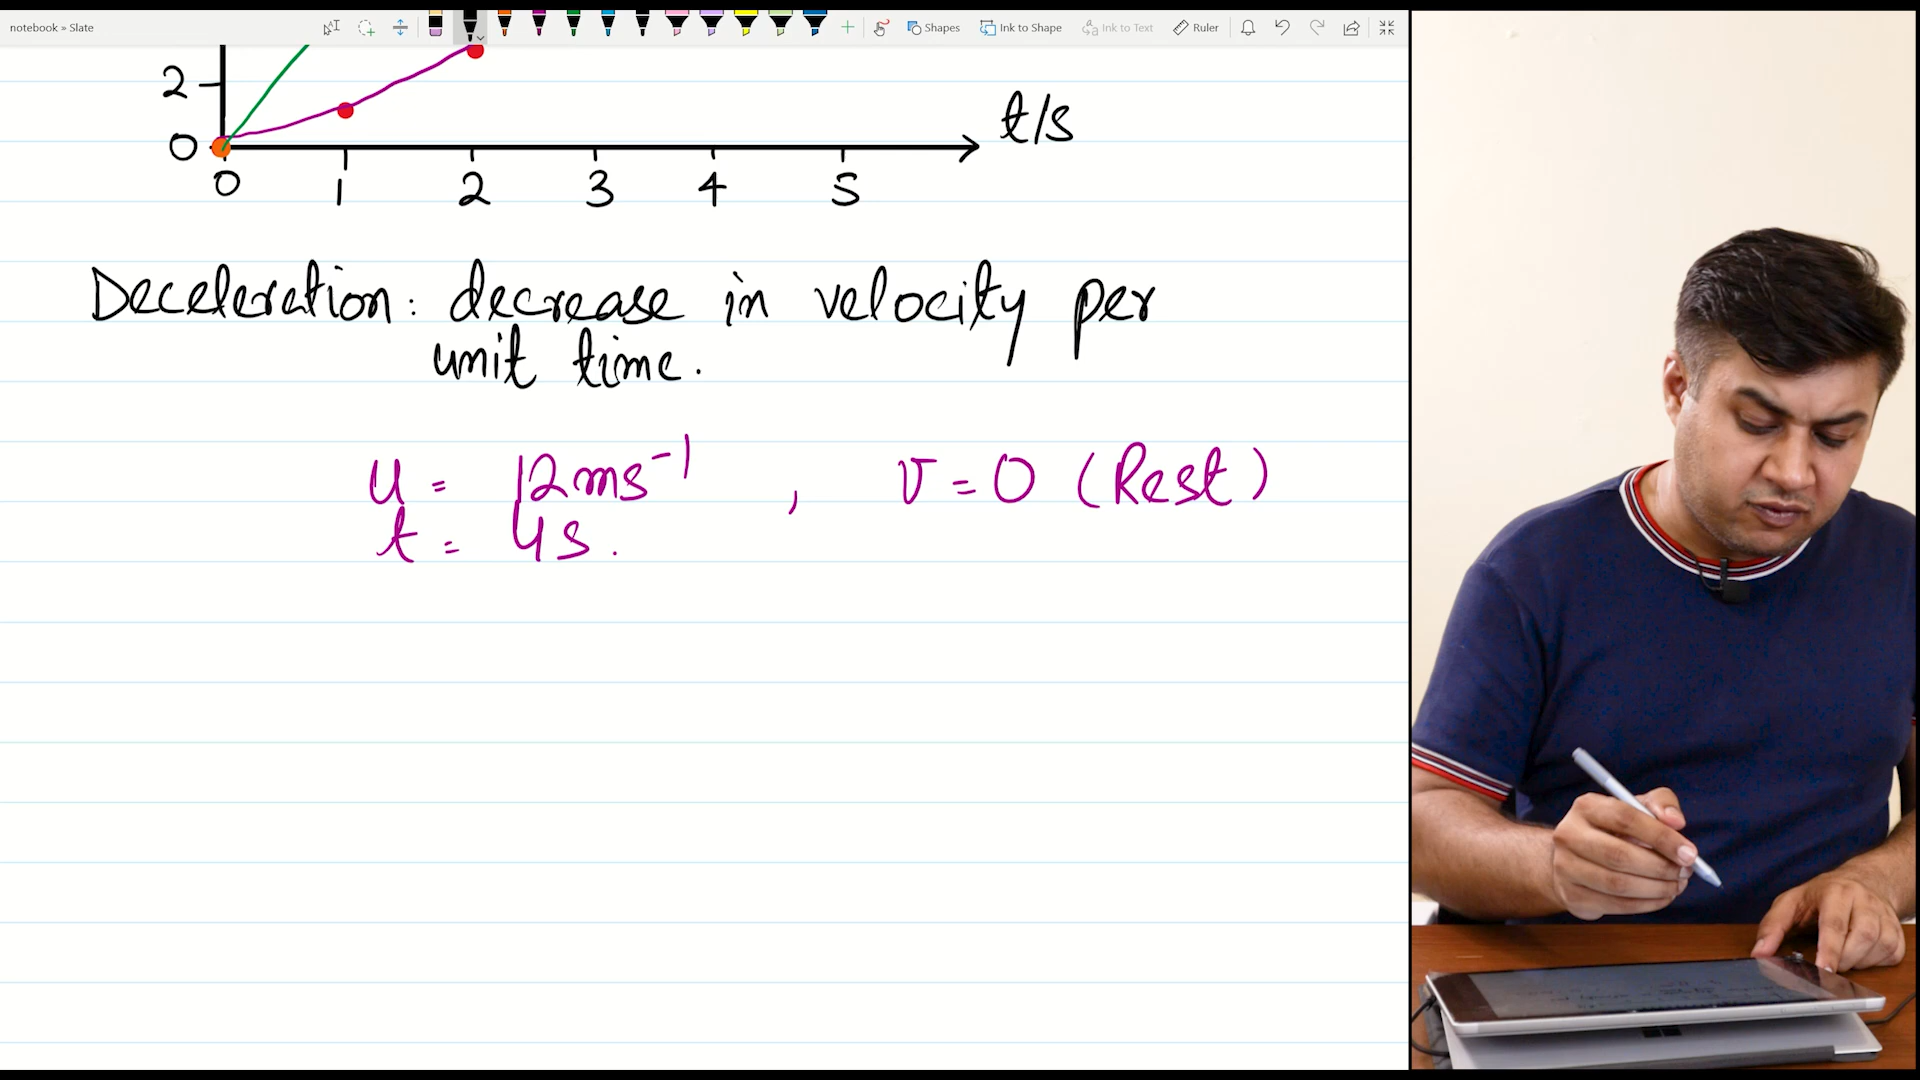 notebook » Slate
Shapes Ink to Shape Ink to Text Ruler
2
0
t/s
0 1 2 3 4 5
Deceleration: decrease in velocity per
unit time.
u = 12ms⁻¹ , v = 0 (Rest)
t = 4s.